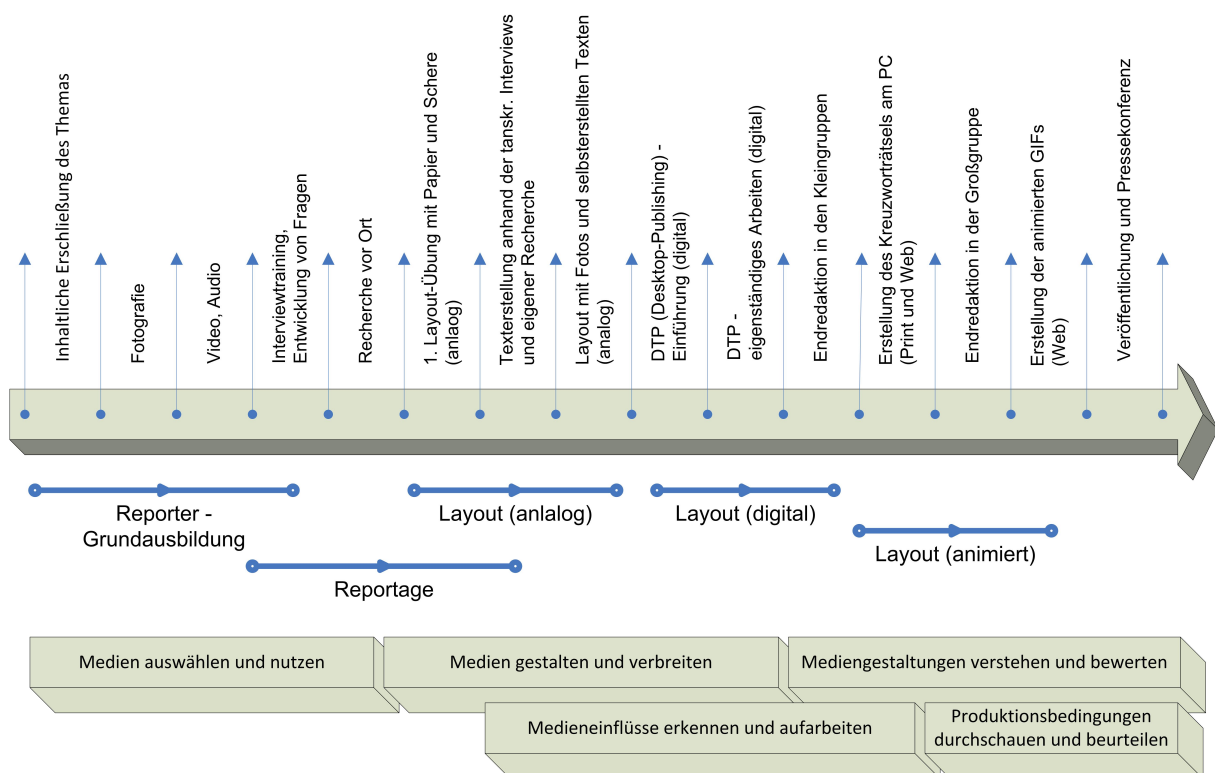 Inhaltliche Erschließung des Themas
Fotografie
Video, Audio
Interviewtraining,
Entwicklung von Fragen
Recherche vor Ort
1. Layout-Übung mit Papier und Schere
(anlaog)
Texterstellung anhand der tanskr. Interviews
und eigener Recherche
Layout mit Fotos und selbsterstellten Texten
(analog)
DTP (Desktop-Publishing) -
Einführung (digital)
DTP -
eigenständiges Arbeiten (digital)
Endredaktion in den Kleingruppen
Erstellung des Kreuzworträtsels am PC
(Print und Web)
Endredaktion in der Großgruppe
Erstellung der animierten GIFs
(Web)
Veröffentlichung und Pressekonferenz
Reporter -
Grundausbildung
Layout (anlalog)
Layout (digital)
Layout (animiert)
Reportage
Medien auswählen und nutzen
Medien gestalten und verbreiten
Mediengestaltungen verstehen und bewerten
Medieneinflüsse erkennen und aufarbeiten
Produktionsbedingungen
durchschauen und beurteilen